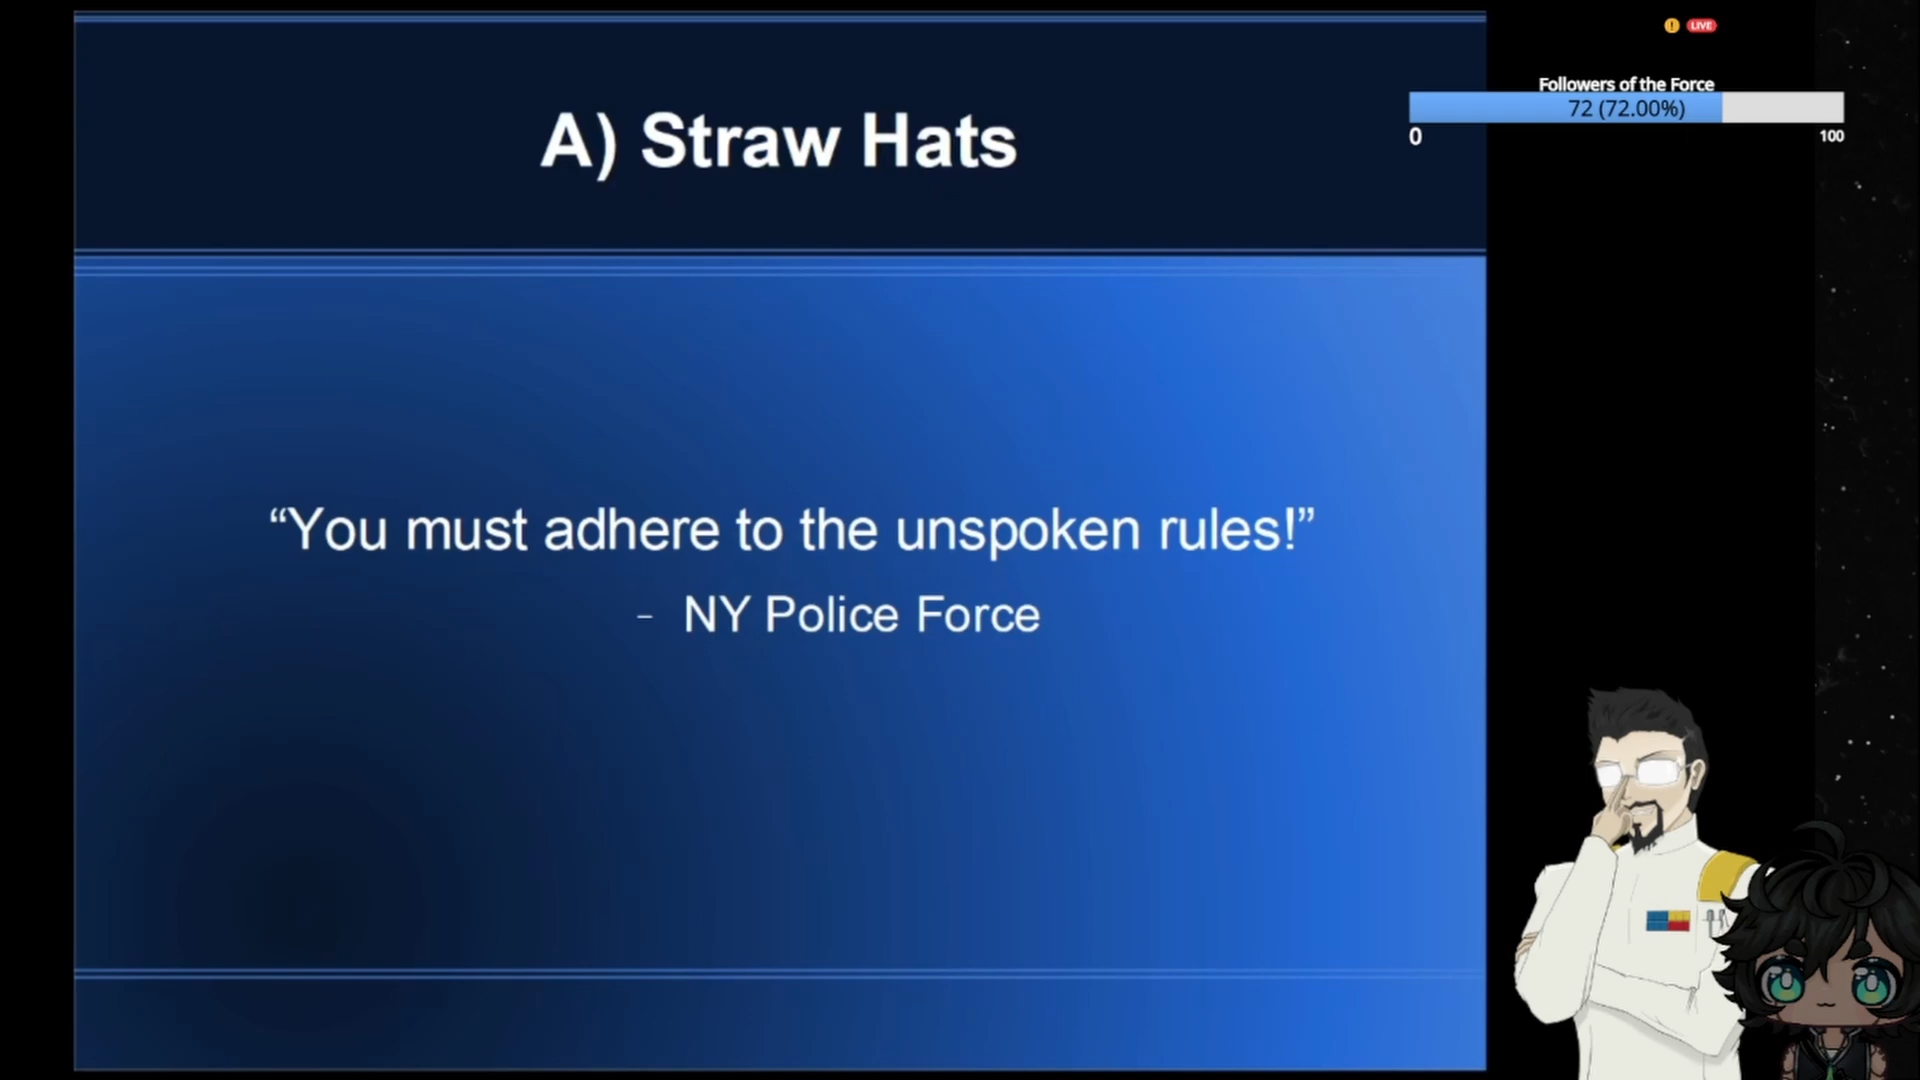 ! LIVE
Followers of the Force
72 (72.00%)
0 100
A) Straw Hats
“You must adhere to the unspoken rules!”
- NY Police Force